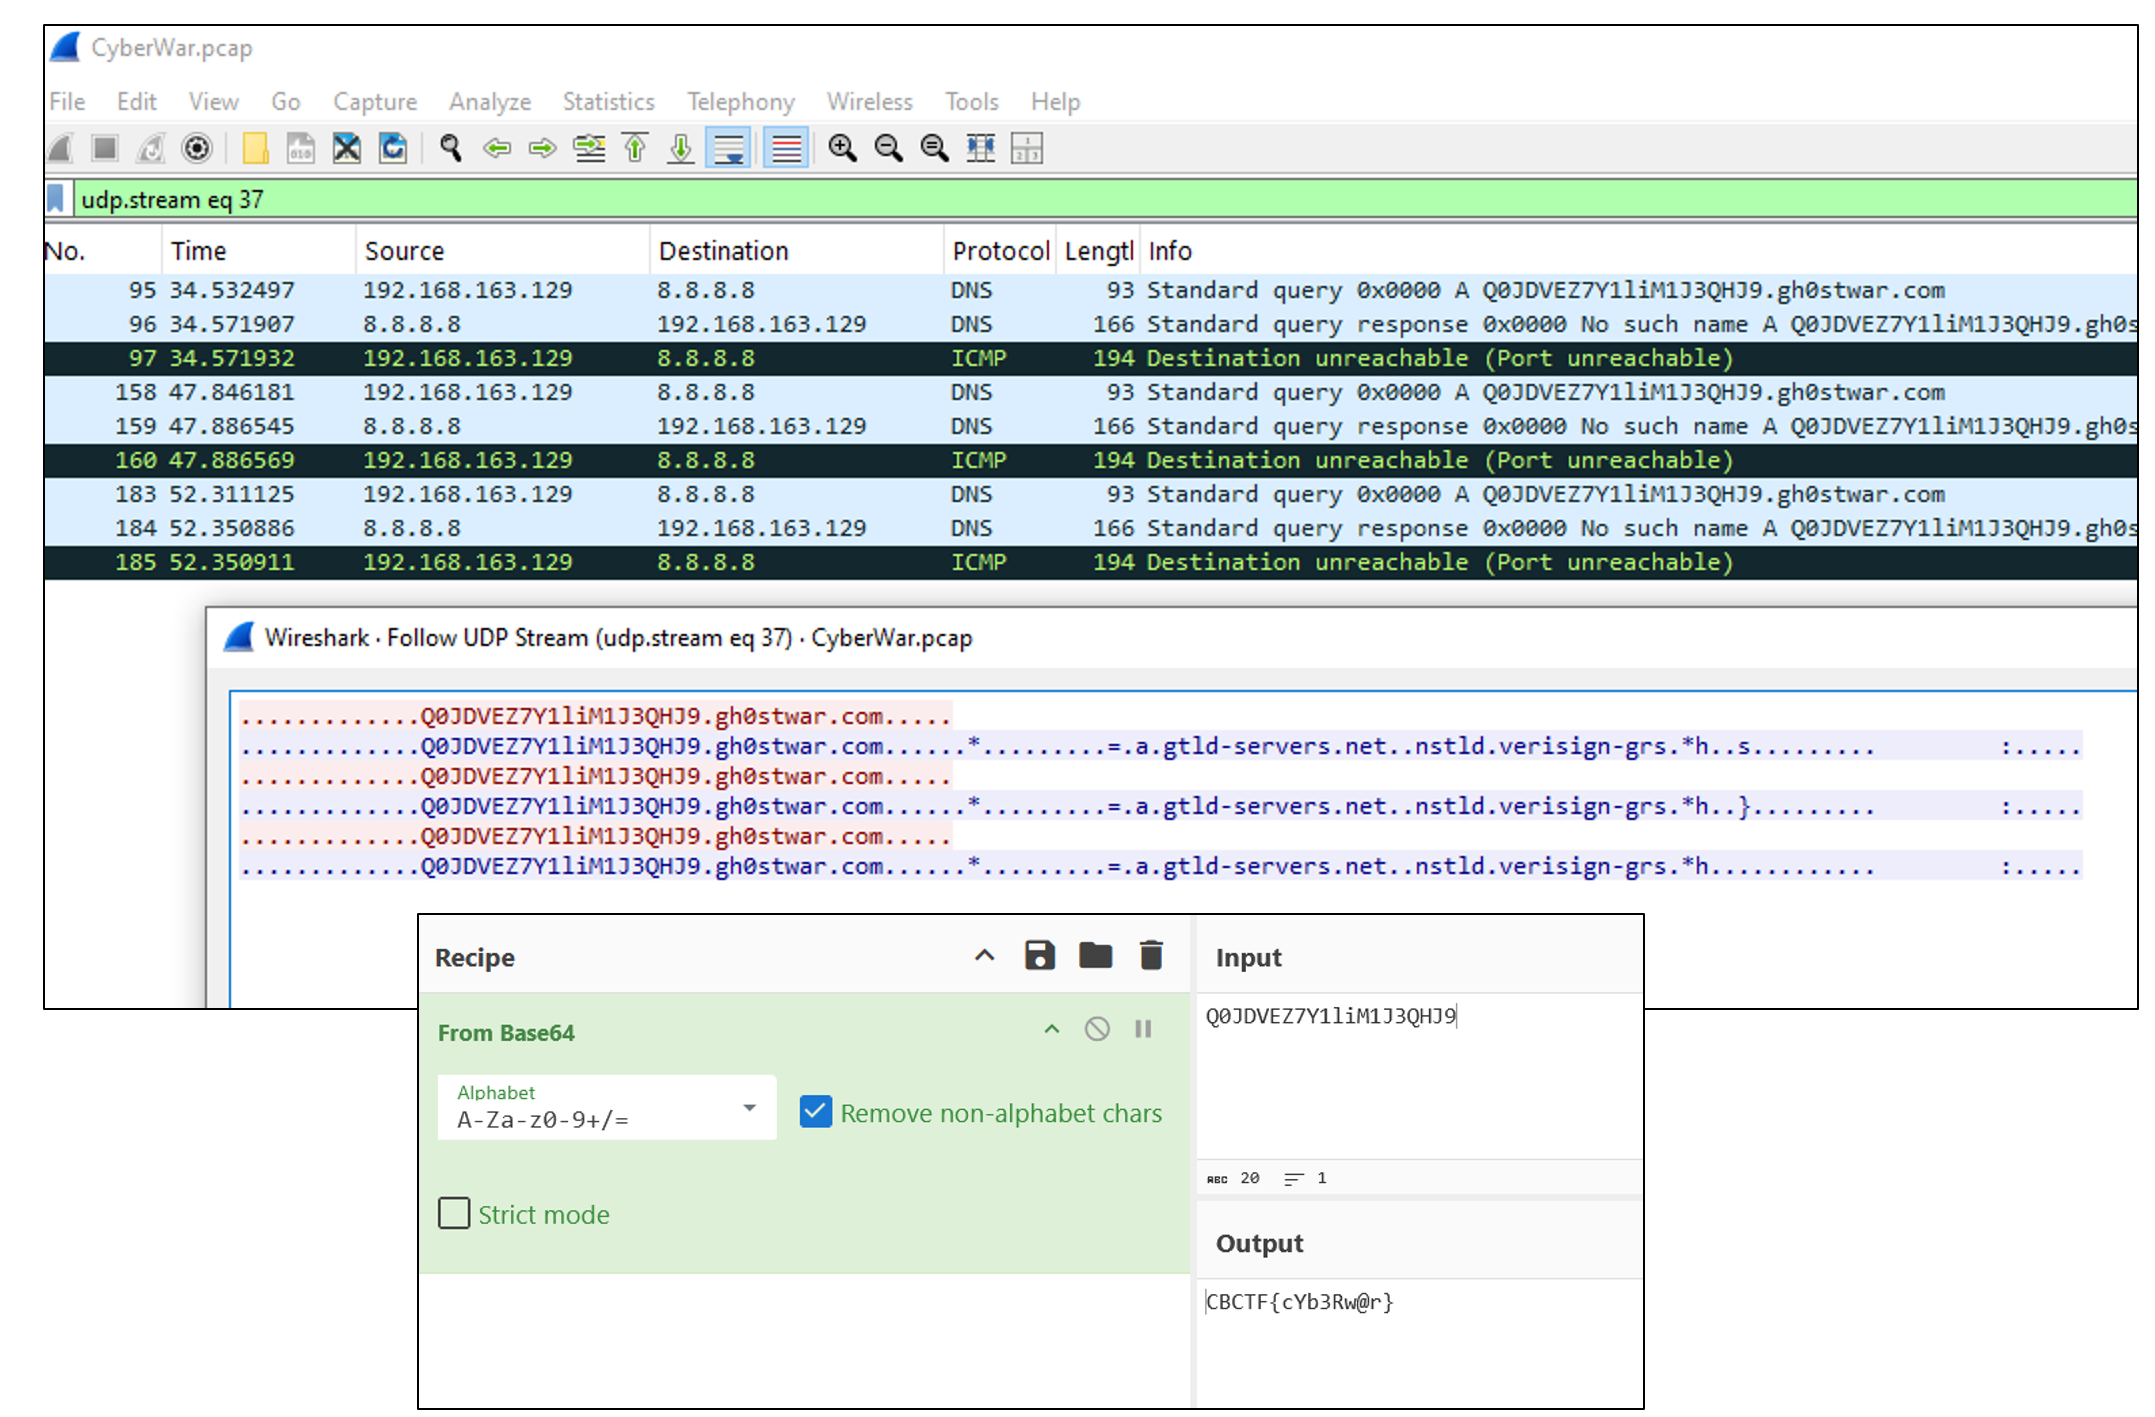 CyberWar.pcap
File Edit View Go Capture Analyze Statistics Telephony Wireless Tools Help
udp.stream eq 37
No. Time Source Destination Protocol Lengtl Info
95 34.532497 192.168.163.129 8.8.8.8 DNS 93 Standard query 0x0000 A Q0JDVEZ7Y1liM1J3QHJ9.gh0stwar.com
96 34.571907 8.8.8.8 192.168.163.129 DNS 166 Standard query response 0x0000 No such name A Q0JDVEZ7Y1liM1J3QHJ9.gh0s
97 34.571932 192.168.163.129 8.8.8.8 ICMP 194 Destination unreachable (Port unreachable)
158 47.846181 192.168.163.129 8.8.8.8 DNS 93 Standard query 0x0000 A Q0JDVEZ7Y1liM1J3QHJ9.gh0stwar.com
159 47.886545 8.8.8.8 192.168.163.129 DNS 166 Standard query response 0x0000 No such name A Q0JDVEZ7Y1liM1J3QHJ9.gh0s
160 47.886569 192.168.163.129 8.8.8.8 ICMP 194 Destination unreachable (Port unreachable)
183 52.311125 192.168.163.129 8.8.8.8 DNS 93 Standard query 0x0000 A Q0JDVEZ7Y1liM1J3QHJ9.gh0stwar.com
184 52.350886 8.8.8.8 192.168.163.129 DNS 166 Standard query response 0x0000 No such name A Q0JDVEZ7Y1liM1J3QHJ9.gh0s
185 52.350911 192.168.163.129 8.8.8.8 ICMP 194 Destination unreachable (Port unreachable)
Wireshark · Follow UDP Stream (udp.stream eq 37) · CyberWar.pcap
.............Q0JDVEZ7Y1liM1J3QHJ9.gh0stwar.com.....
.............Q0JDVEZ7Y1liM1J3QHJ9.gh0stwar.com......*.........=.a.gtld-servers.net..nstld.verisign-grs.*h..s......... :.....
.............Q0JDVEZ7Y1liM1J3QHJ9.gh0stwar.com.....
.............Q0JDVEZ7Y1liM1J3QHJ9.gh0stwar.com......*.........=.a.gtld-servers.net..nstld.verisign-grs.*h..}......... :.....
.............Q0JDVEZ7Y1liM1J3QHJ9.gh0stwar.com.....
.............Q0JDVEZ7Y1liM1J3QHJ9.gh0stwar.com......*.........=.a.gtld-servers.net..nstld.verisign-grs.*h............ :.....
Recipe
From Base64
Alphabet
A-Za-z0-9+/=
Remove non-alphabet chars
Strict mode
Input
Q0JDVEZ7Y1liM1J3QHJ9
ABC 20 1
Output
CBCTF{cYb3Rw@r}